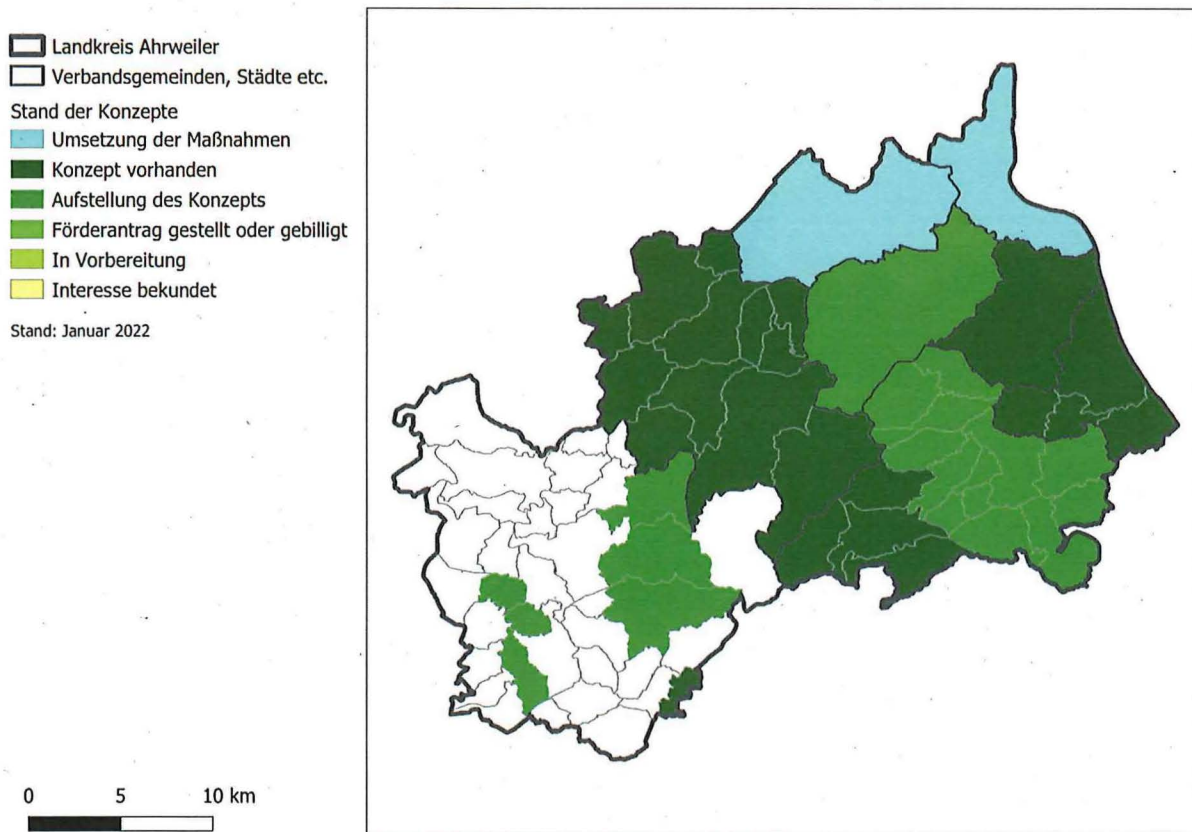 Landkreis Ahrweiler
Verbandsgemeinden, Städte etc.
Stand der Konzepte
Umsetzung der Maßnahmen
Konzept vorhanden
Aufstellung des Konzepts
Förderantrag gestellt oder gebilligt
In Vorbereitung
Interesse bekundet
Stand: Januar 2022
0 5 10 km